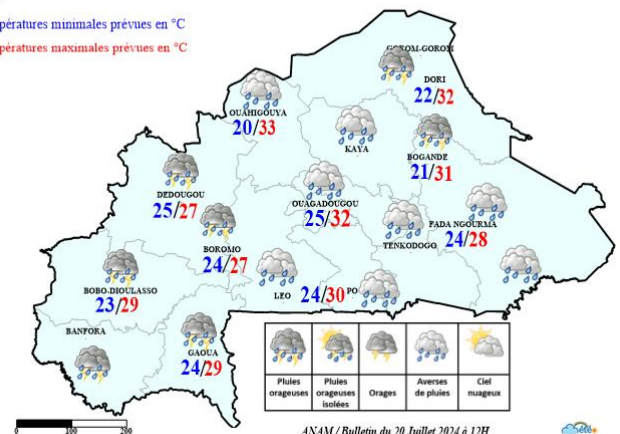 pératures minimales prévues en °C
pératures maximales prévues en °C
GOROM-GOROM
DORI
22/32
OUAHIGOUYA
20/33
KAYA
BOGANDE
21/31
DEDOUGOU
25/27
OUAGADOUGOU
25/32
FADA NGOURMA
24/28
TENKODOGO
BOROMO
24/27
BOBO-DIOULASSO
23/29
LEO
24/30 PO
BANFORA
GAOUA
24/29
Pluies orageuses
Pluies orageuses isolées
Orages
Averses de pluies
Ciel nuageux
100 200
ANAM / Bulletin du 20 Juillet 2024 à 12H